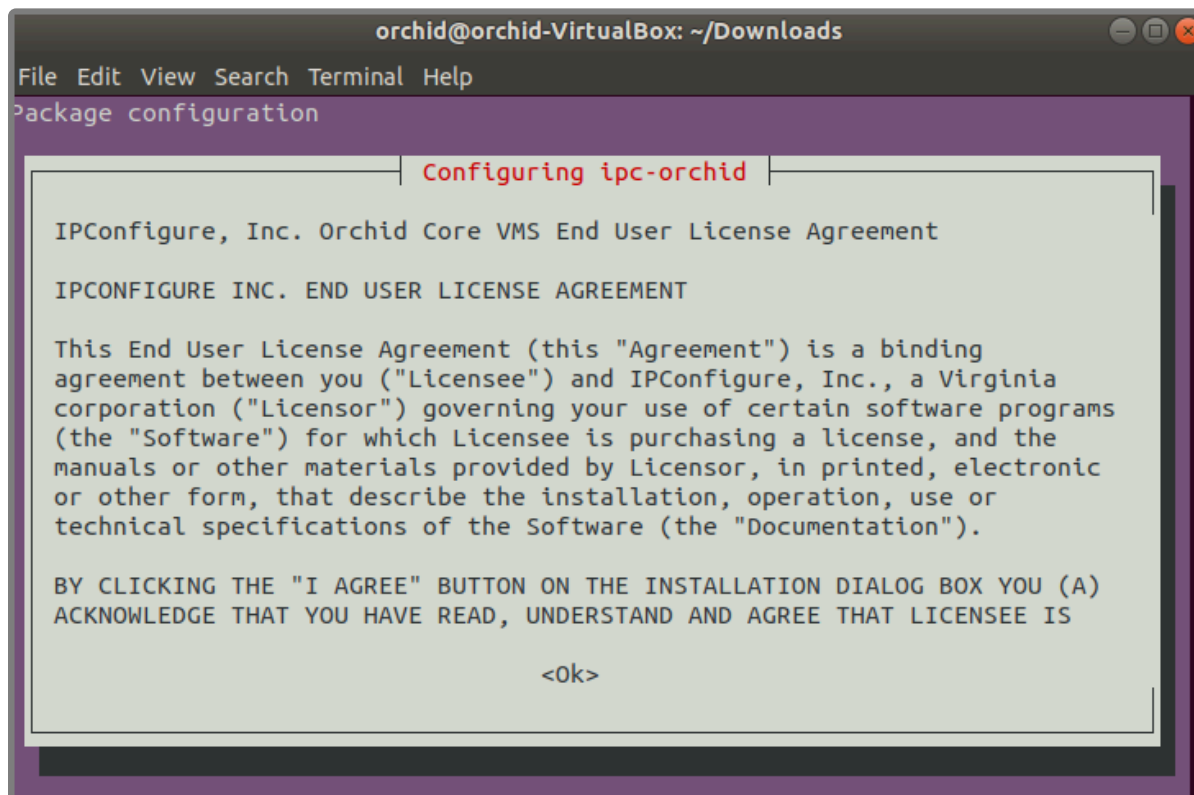 orchid@orchid-VirtualBox: ~/Downloads
File Edit View Search Terminal Help
Package configuration
Configuring ipc-orchid
IPConfigure, Inc. Orchid Core VMS End User License Agreement
IPCONFIGURE INC. END USER LICENSE AGREEMENT
This End User License Agreement (this "Agreement") is a binding
agreement between you ("Licensee") and IPConfigure, Inc., a Virginia
corporation ("Licensor") governing your use of certain software programs
(the "Software") for which Licensee is purchasing a license, and the
manuals or other materials provided by Licensor, in printed, electronic
or other form, that describe the installation, operation, use or
technical specifications of the Software (the "Documentation").
BY CLICKING THE "I AGREE" BUTTON ON THE INSTALLATION DIALOG BOX YOU (A)
ACKNOWLEDGE THAT YOU HAVE READ, UNDERSTAND AND AGREE THAT LICENSEE IS
<Ok>